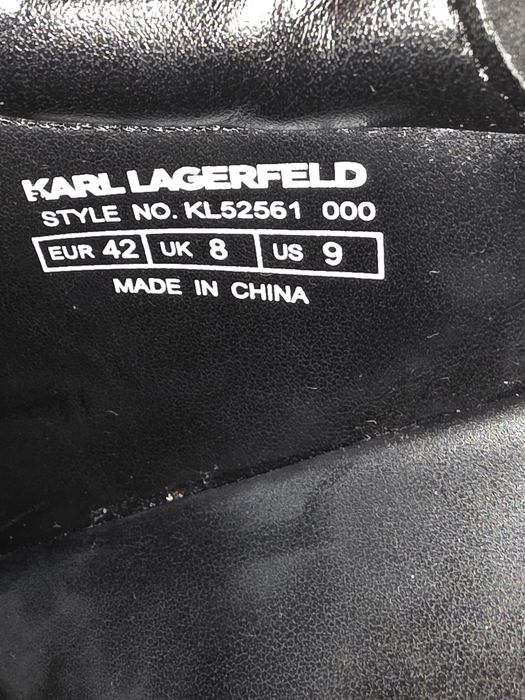 KARL LAGERFELD
STYLE NO. KL52561 000
EUR 42 UK 8 US 9
MADE IN CHINA